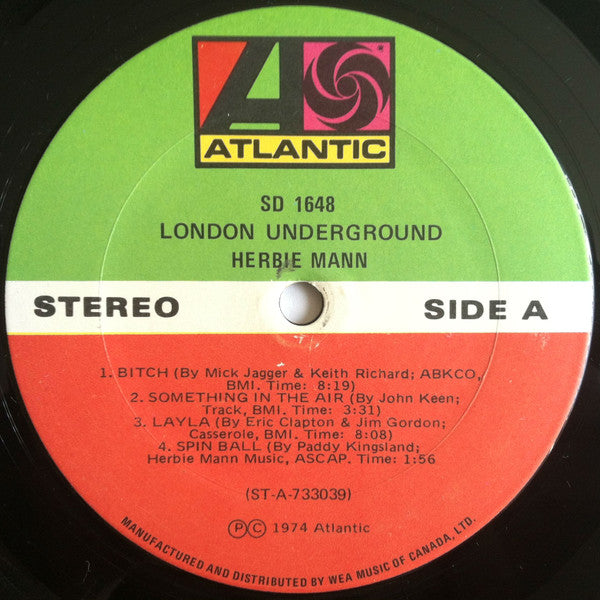 ATLANTIC
SD 1648
LONDON UNDERGROUND
HERBIE MANN
STEREO
SIDE A
1. BITCH (By Mick Jagger & Keith Richard; ABKCO,
BMI. Time: 8:19)
2. SOMETHING IN THE AIR (By John Keen;
Track, BMI. Time: 3:31)
3. LAYLA (By Eric Clapton & Jim Gordon;
Casserole, BMI. Time: 8:08)
4. SPIN BALL (By Paddy Kingsland;
Herbie Mann Music, ASCAP. Time: 1:56
(ST-A-733039)
Ⓟ© 1974 Atlantic
MANUFACTURED AND DISTRIBUTED BY WEA MUSIC OF CANADA, LTD.